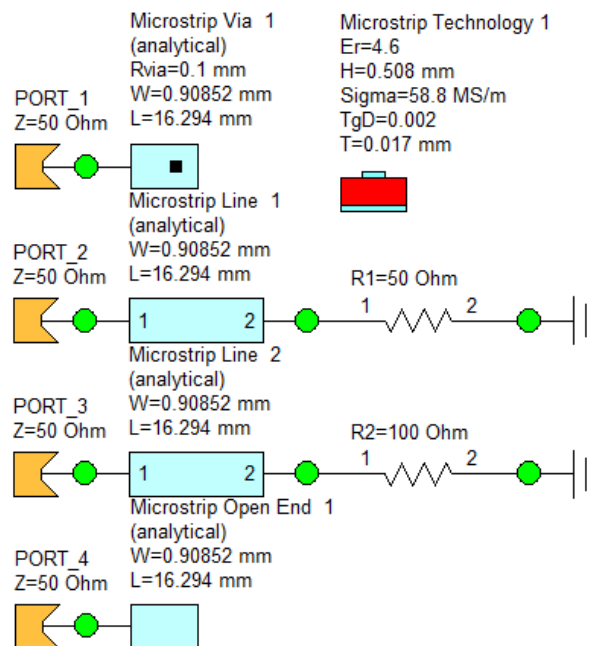 Microstrip Via 1
(analytical)
Rvia=0.1 mm
W=0.90852 mm
L=16.294 mm
Microstrip Technology 1
Er=4.6
H=0.508 mm
Sigma=58.8 MS/m
TgD=0.002
T=0.017 mm
PORT_1
Z=50 Ohm
Microstrip Line 1
(analytical)
W=0.90852 mm
L=16.294 mm
PORT_2
Z=50 Ohm
R1=50 Ohm
1 2
1 2
Microstrip Line 2
(analytical)
W=0.90852 mm
L=16.294 mm
PORT_3
Z=50 Ohm
R2=100 Ohm
1 2
1 2
Microstrip Open End 1
(analytical)
W=0.90852 mm
L=16.294 mm
PORT_4
Z=50 Ohm